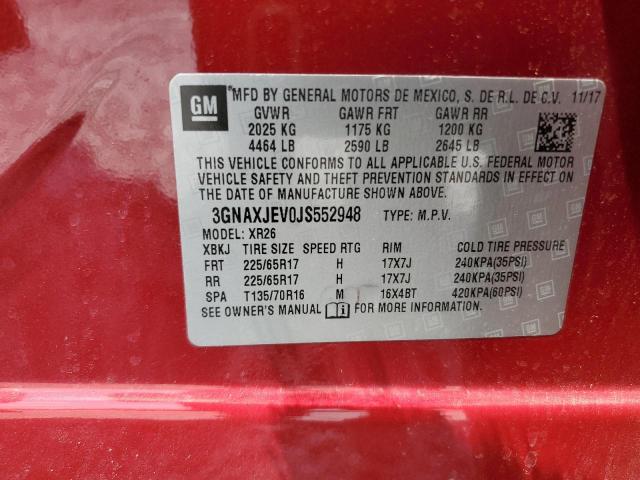 GM
MFD BY GENERAL MOTORS DE MEXICO, S. DE R.L. DE C.V. 11/17
GVWR GAWR FRT GAWR RR
2025 KG 1175 KG 1200 KG
4464 LB 2590 LB 2645 LB
THIS VEHICLE CONFORMS TO ALL APPLICABLE U.S. FEDERAL MOTOR
VEHICLE SAFETY AND THEFT PREVENTION STANDARDS IN EFFECT ON
THE DATE OF MANUFACTURE SHOWN ABOVE.
3GNAXJEV0JS552948 TYPE: M.P.V.
MODEL: XR26
XBKJ TIRE SIZE SPEED RTG RIM COLD TIRE PRESSURE
FRT 225/65R17 H 17X7J 240KPA(35PSI)
RR 225/65R17 H 17X7J 240KPA(35PSI)
SPA T135/70R16 M 16X4BT 420KPA(60PSI)
SEE OWNER'S MANUAL FOR MORE INFORMATION.